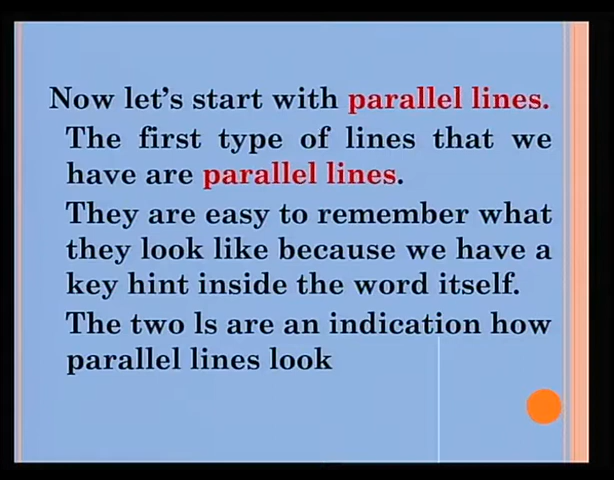 Now let's start with parallel lines.
The first type of lines that we
have are parallel lines.
They are easy to remember what
they look like because we have a
key hint inside the word itself.
The two ls are an indication how
parallel lines look